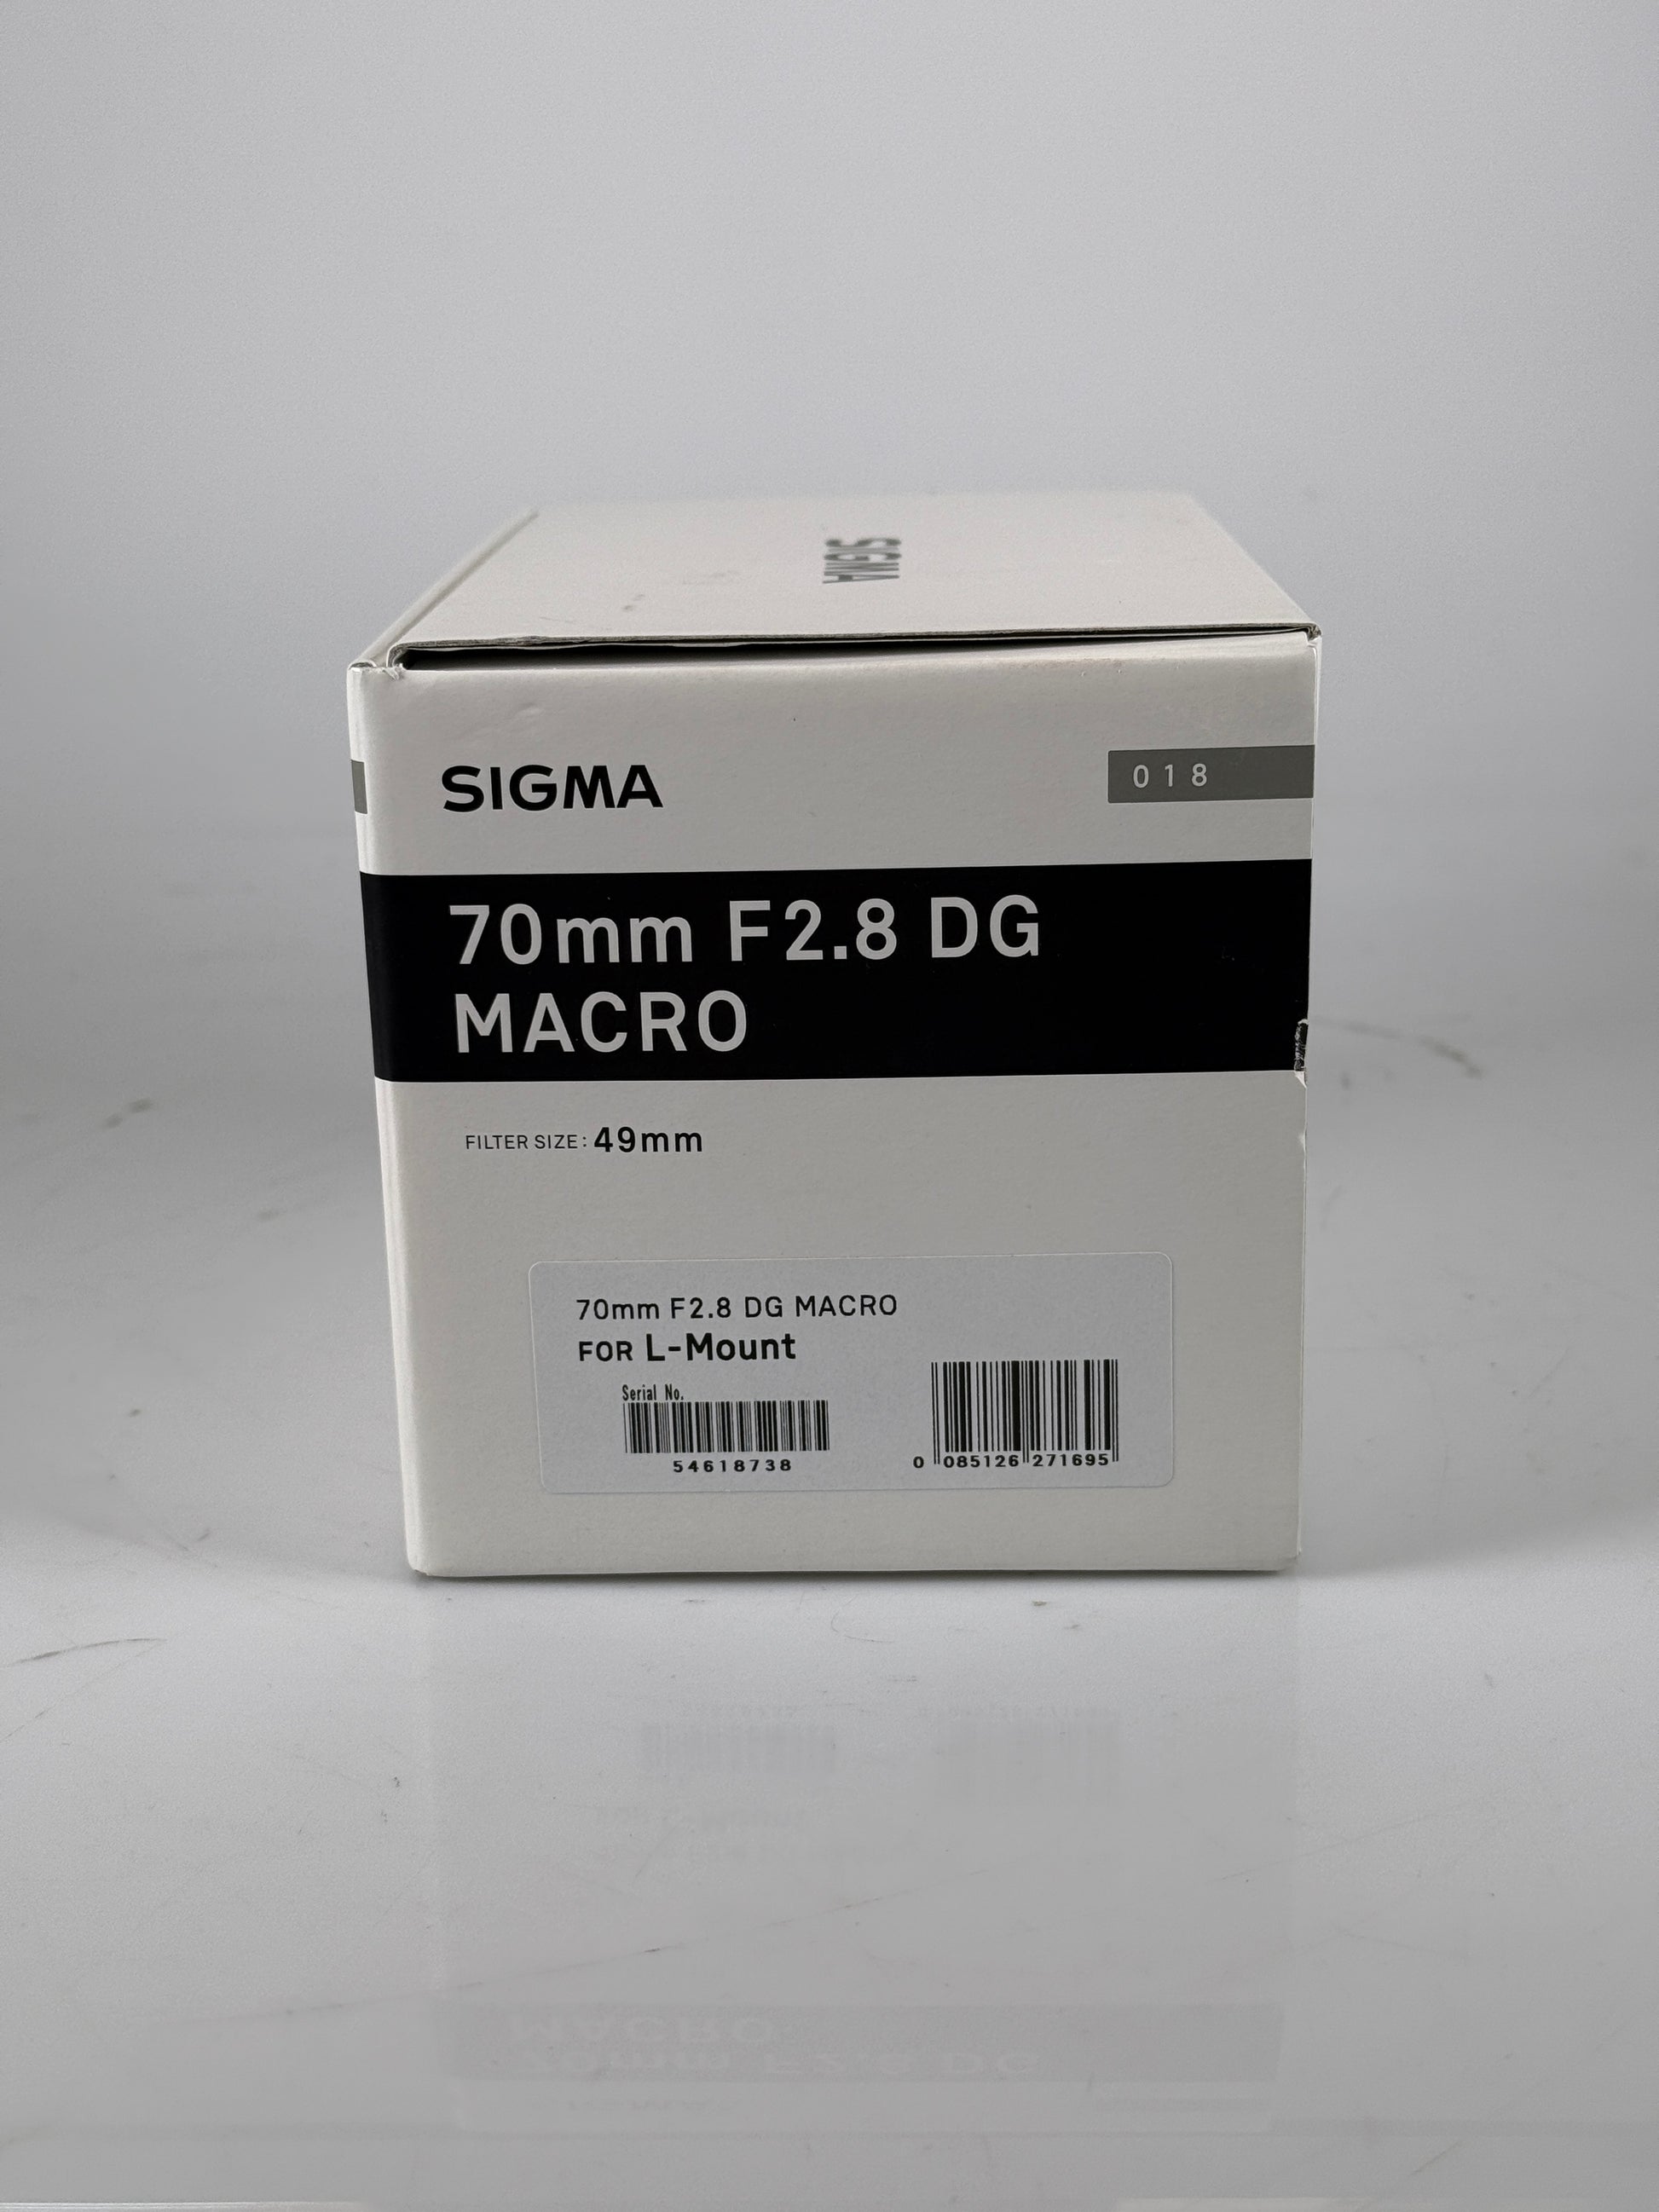 SIGMA
SIGMA
018
70mm F2.8 DG
MACRO
FILTER SIZE: 49mm
70mm F2.8 DG MACRO
FOR L-Mount
Serial No.
54618738
0 085126 271695